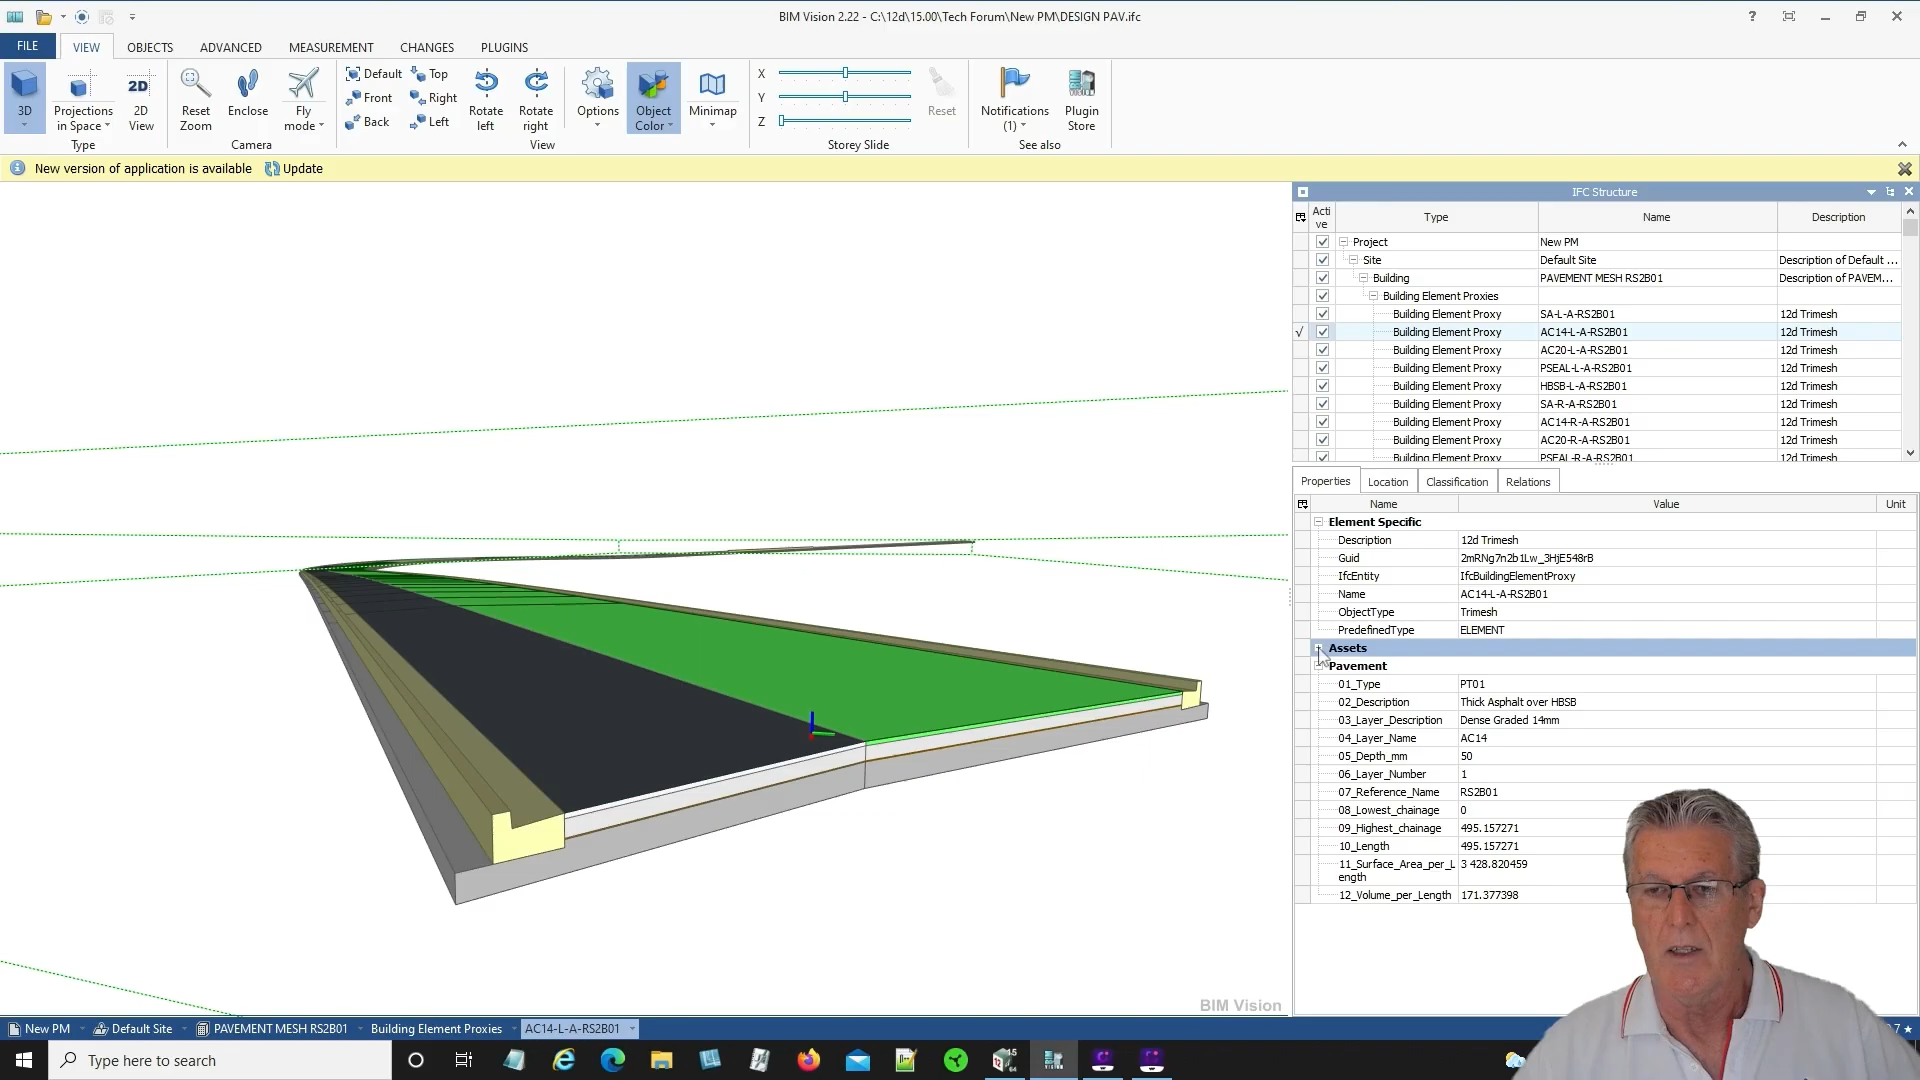 BIM Vision 2.22 - C:\12d\15.00\Tech Forum\New PM\DESIGN PAV.ifc
FILE VIEW OBJECTS ADVANCED MEASUREMENT CHANGES PLUGINS
3D
Projections in Space
2D View
Type
Reset Zoom
Enclose
Fly mode
Camera
Default
Front
Back
Top
Right
Left
Rotate left
Rotate right
Options
Object Color
Minimap
View
X
Y
Z
Reset
Storey Slide
Notifications (1)
Plugin Store
See also
New version of application is available Update
IFC Structure
Active Type Name Description
Project New PM
Site Default Site Description of Default ...
Building PAVEMENT MESH RS2B01 Description of PAVEM...
Building Element Proxies
Building Element Proxy SA-L-A-RS2B01 12d Trimesh
Building Element Proxy AC14-L-A-RS2B01 12d Trimesh
Building Element Proxy AC20-L-A-RS2B01 12d Trimesh
Building Element Proxy PSEAL-L-A-RS2B01 12d Trimesh
Building Element Proxy HBSB-L-A-RS2B01 12d Trimesh
Building Element Proxy SA-R-A-RS2B01 12d Trimesh
Building Element Proxy AC14-R-A-RS2B01 12d Trimesh
Building Element Proxy AC20-R-A-RS2B01 12d Trimesh
Building Element Proxy PSEAL-R-A-RS2B01 12d Trimesh
Properties Location Classification Relations
Name Value Unit
Element Specific
Description 12d Trimesh
Guid 2mRNg7n2b1Lw_3HjE548rB
IfcEntity IfcBuildingElementProxy
Name AC14-L-A-RS2B01
ObjectType Trimesh
PredefinedType ELEMENT
Assets
Pavement
01_Type PT01
02_Description Thick Asphalt over HBSB
03_Layer_Description Dense Graded 14mm
04_Layer_Name AC14
05_Depth_mm 50
06_Layer_Number 1
07_Reference_Name RS2B01
08_Lowest_chainage 0
09_Highest_chainage 495.157271
10_Length 495.157271
11_Surface_Area_per_Length 3 428.820459
12_Volume_per_Length 171.377398
BIM Vision
New PM Default Site PAVEMENT MESH RS2B01 Building Element Proxies AC14-L-A-RS2B01
Type here to search